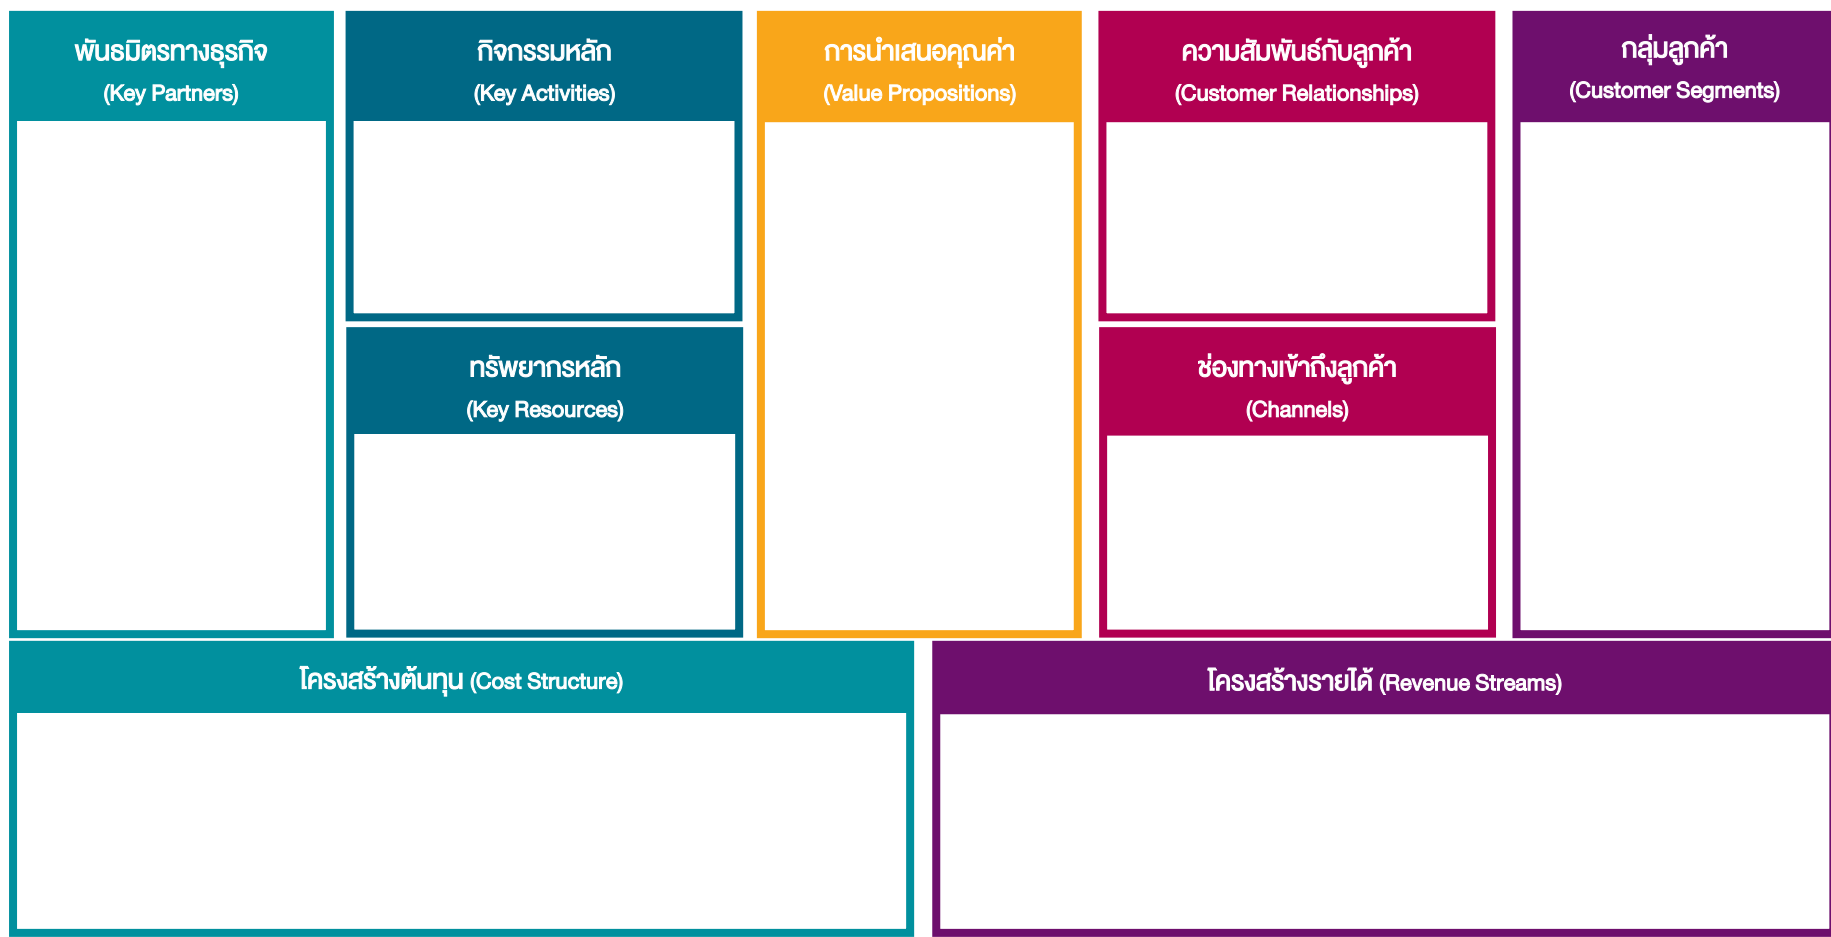 พันธมิตรทางธุรกิจ
(Key Partners)
กิจกรรมหลัก
(Key Activities)
ทรัพยากรหลัก
(Key Resources)
การนำเสนอคุณค่า
(Value Propositions)
ความสัมพันธ์กับลูกค้า
(Customer Relationships)
ช่องทางเข้าถึงลูกค้า
(Channels)
กลุ่มลูกค้า
(Customer Segments)
โครงสร้างต้นทุน (Cost Structure)
โครงสร้างรายได้ (Revenue Streams)